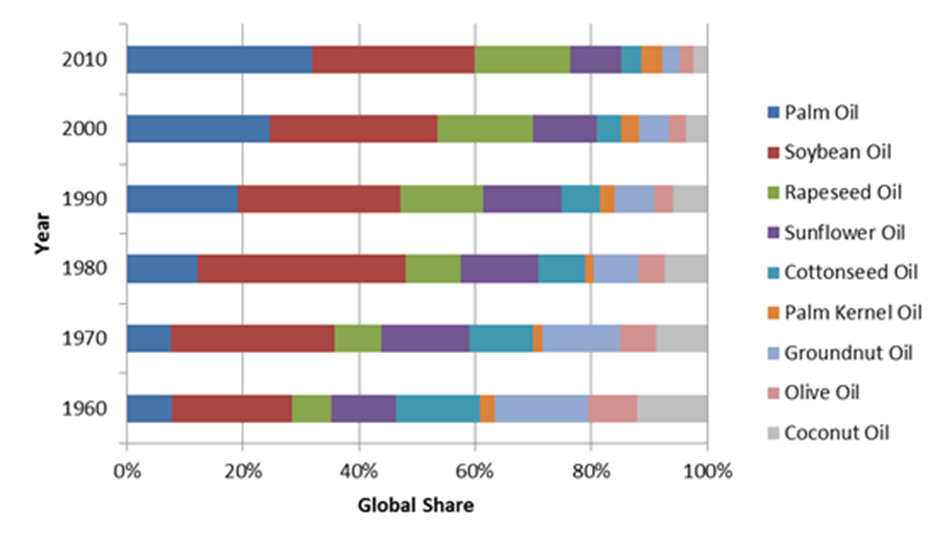 2010
2000
1990
1980
1970
1960
Year
0% 20% 40% 60% 80% 100%
Global Share
Palm Oil
Soybean Oil
Rapeseed Oil
Sunflower Oil
Cottonseed Oil
Palm Kernel Oil
Groundnut Oil
Olive Oil
Coconut Oil